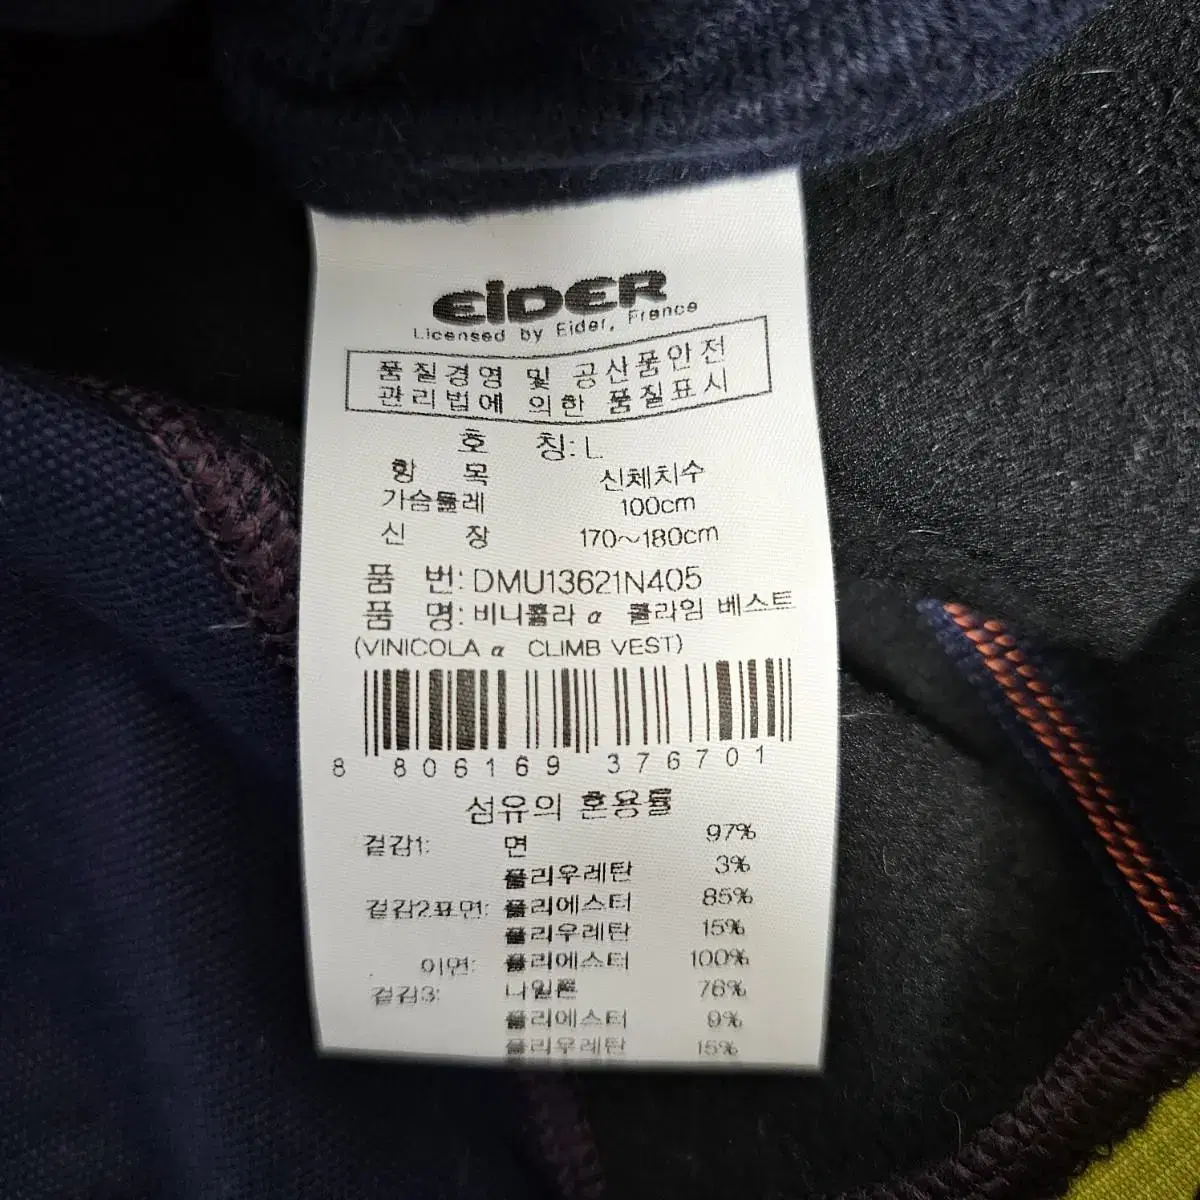 EiDER
Licensed by Eider, France
품질경영 및 공산품안전
관리법에 의한 품질표시
호 칭: L
항 목 신체치수
가슴둘레 100cm
신 장 170~180cm
품 번: DMU13621N405
품 명: 비니콜라 α 클라임 베스트
(VINICOLA α CLIMB VEST)
8 806169 376701
섬유의 혼용률
겉감1: 면 97%
폴리우레탄 3%
겉감2표면: 폴리에스터 85%
폴리우레탄 15%
이면: 폴리에스터 100%
겉감3: 나일론 76%
폴리에스터 9%
폴리우레탄 15%